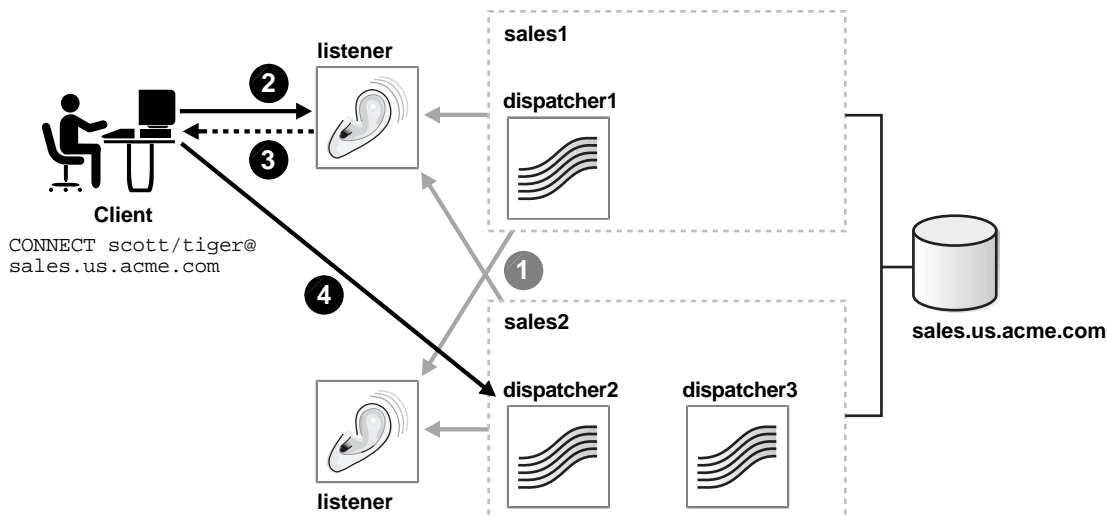 sales1
listener
2
dispatcher1
3
Client
CONNECT scott/tiger@
sales.us.acme.com
1
4
sales2
sales.us.acme.com
dispatcher2
dispatcher3
listener